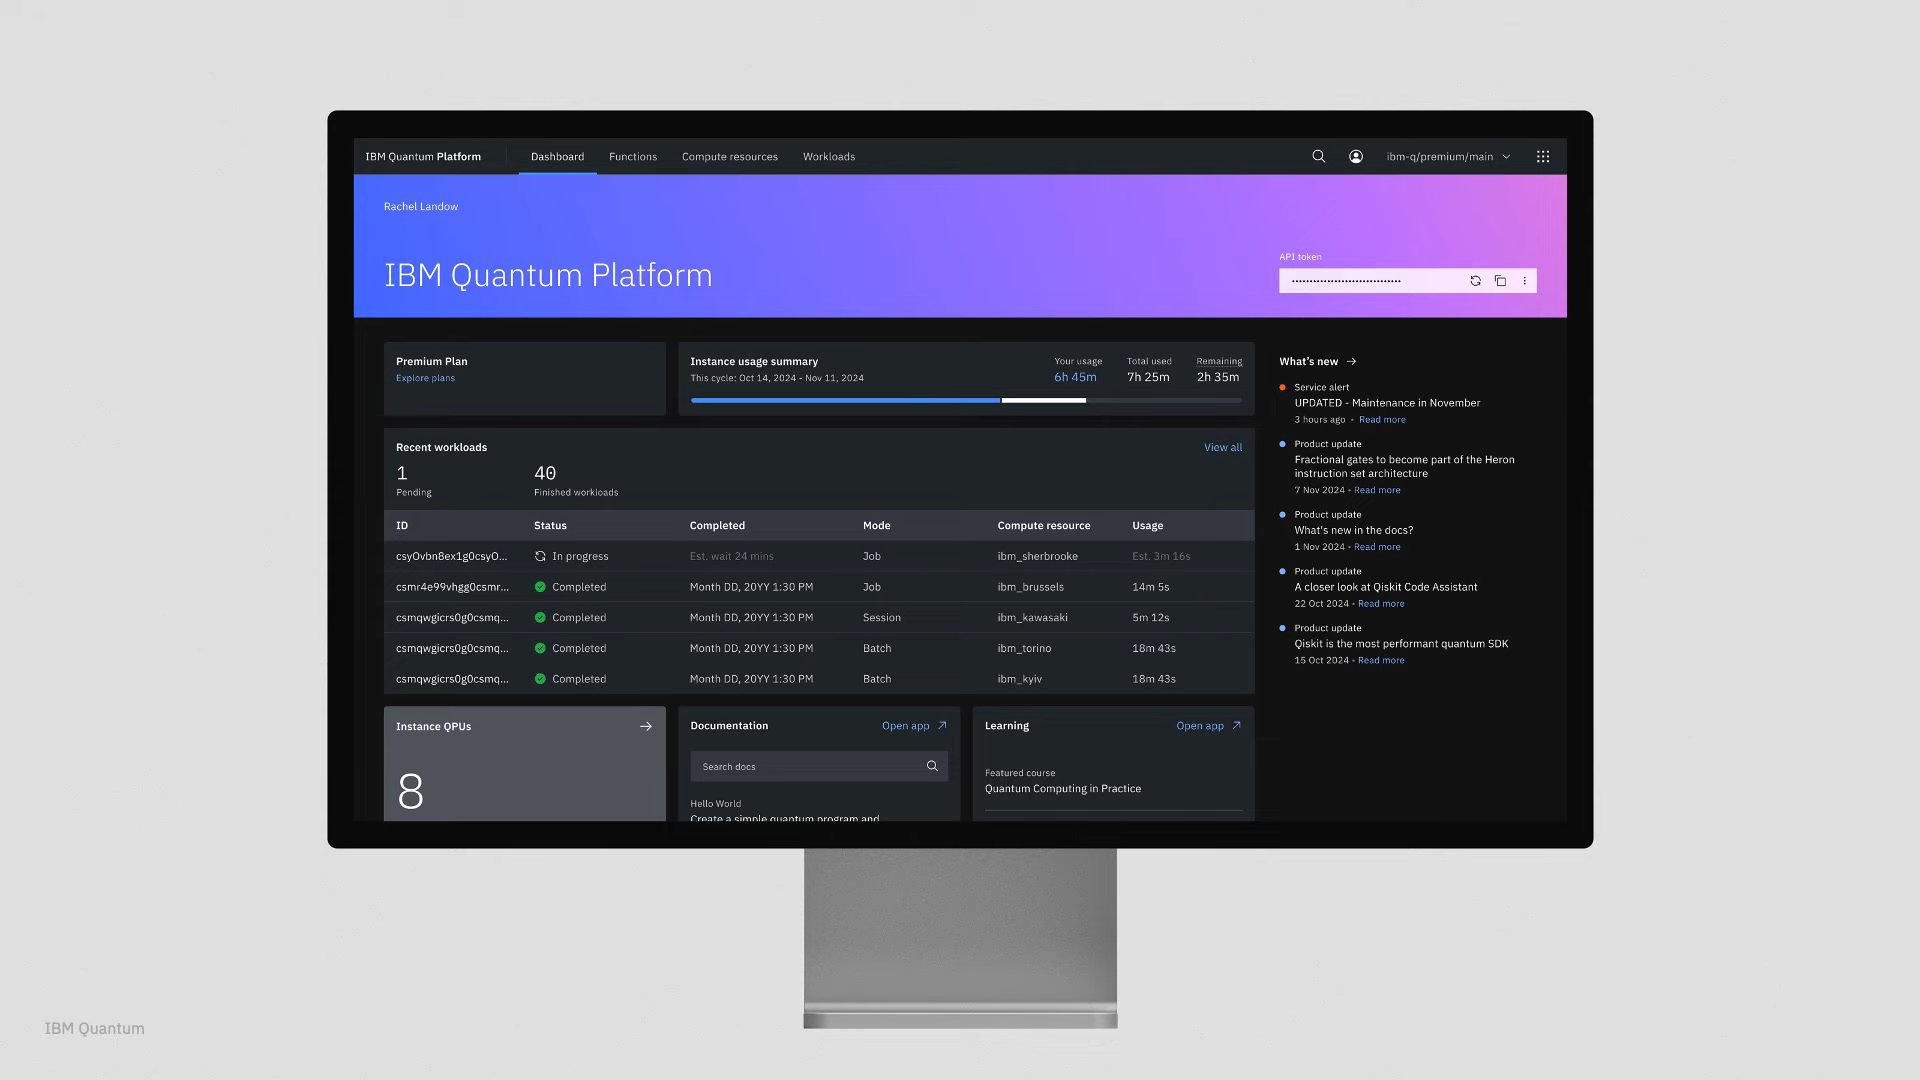 IBM Quantum Platform
Dashboard
Functions
Compute resources
Workloads
ibm-q/premium/main
Rachel Landow
IBM Quantum Platform
API token
Premium Plan
Explore plans
Instance usage summary
This cycle: Oct 14, 2024 - Nov 11, 2024
Your usage
6h 45m
Total used
7h 25m
Remaining
2h 35m
Recent workloads
View all
1
Pending
40
Finished workloads
ID Status Completed Mode Compute resource Usage
csyOvbn8ex1g0csyO... In progress Est. wait 24 mins Job ibm_sherbrooke Est. 3m 16s
csmr4e99vhgg0csmr... Completed Month DD, 20YY 1:30 PM Job ibm_brussels 14m 5s
csmqwgicrs0g0csmq... Completed Month DD, 20YY 1:30 PM Session ibm_kawasaki 5m 12s
csmqwgicrs0g0csmq... Completed Month DD, 20YY 1:30 PM Batch ibm_torino 18m 43s
csmqwgicrs0g0csmq... Completed Month DD, 20YY 1:30 PM Batch ibm_kyiv 18m 43s
Instance QPUs
8
Documentation
Open app
Search docs
Hello World
Create a simple quantum program and
Learning
Open app
Featured course
Quantum Computing in Practice
What's new
Service alert
UPDATED - Maintenance in November
3 hours ago • Read more
Product update
Fractional gates to become part of the Heron
instruction set architecture
7 Nov 2024 • Read more
Product update
What's new in the docs?
1 Nov 2024 • Read more
Product update
A closer look at Qiskit Code Assistant
22 Oct 2024 • Read more
Product update
Qiskit is the most performant quantum SDK
15 Oct 2024 • Read more
IBM Quantum